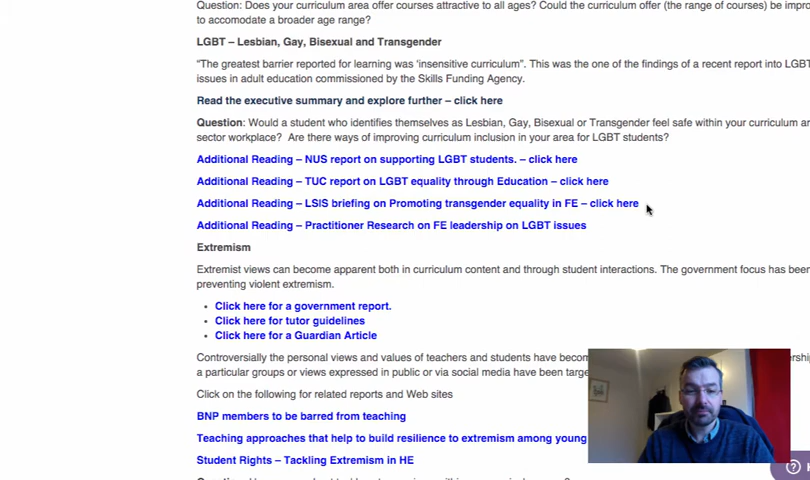 Question: Does your curriculum area offer courses attractive to all ages? Could the curriculum offer (the range of courses) be
to accomodate a broader age range?
LGBT – Lesbian, Gay, Bisexual and Transgender
“The greatest barrier reported for learning was ‘insensitive curriculum”. This was the one of the findings of a recent report into
issues in adult education commissioned by the Skills Funding Agency.
Read the executive summary and explore further – click here
Question: Would a student who identifies themselves as Lesbian, Gay, Bisexual or Transgender feel safe within your curriculum
sector workplace? Are there ways of improving curriculum inclusion in your area for LGBT students?
Additional Reading – NUS report on supporting LGBT students. – click here
Additional Reading – TUC report on LGBT equality through Education – click here
Additional Reading – LSIS briefing on Promoting transgender equality in FE – click here
Additional Reading – Practitioner Research on FE leadership on LGBT issues
Extremism
Extremist views can become apparent both in curriculum content and through student interactions. The government focus has been
preventing violent extremism.
• Click here for a government report.
• Click here for tutor guidelines
• Click here for a Guardian Article
Controversially the personal views and values of teachers and students have
a particular groups or views expressed in public or via social media have been
Click on the following for related reports and Web sites
BNP members to be barred from teaching
Teaching approaches that help to build resilience to extremism among young
Student Rights – Tackling Extremism in HE